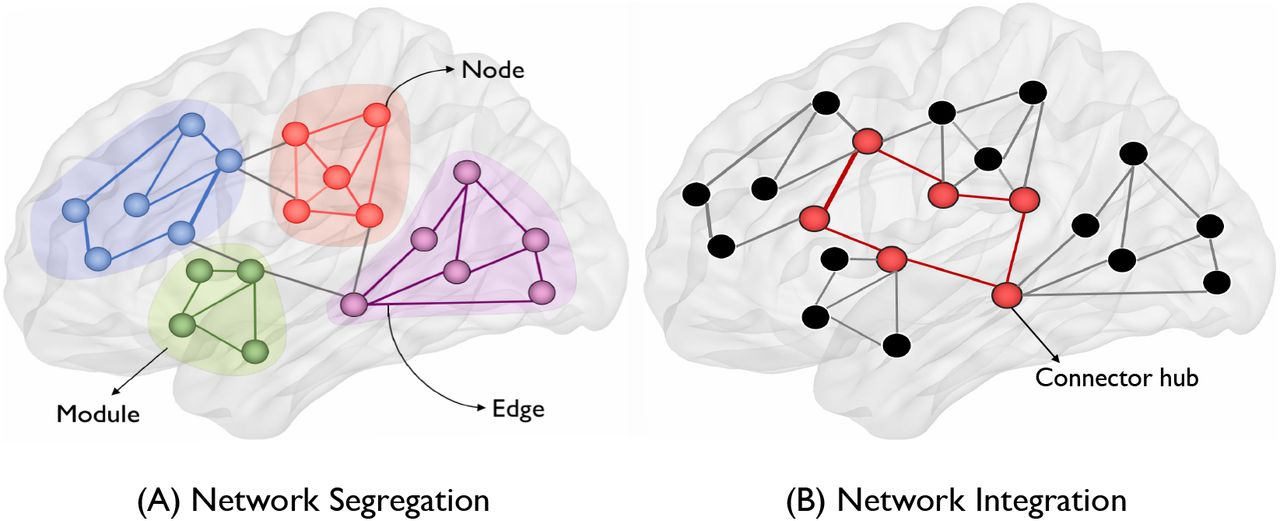 Node
Module
Edge
Connector hub
(A) Network Segregation
(B) Network Integration